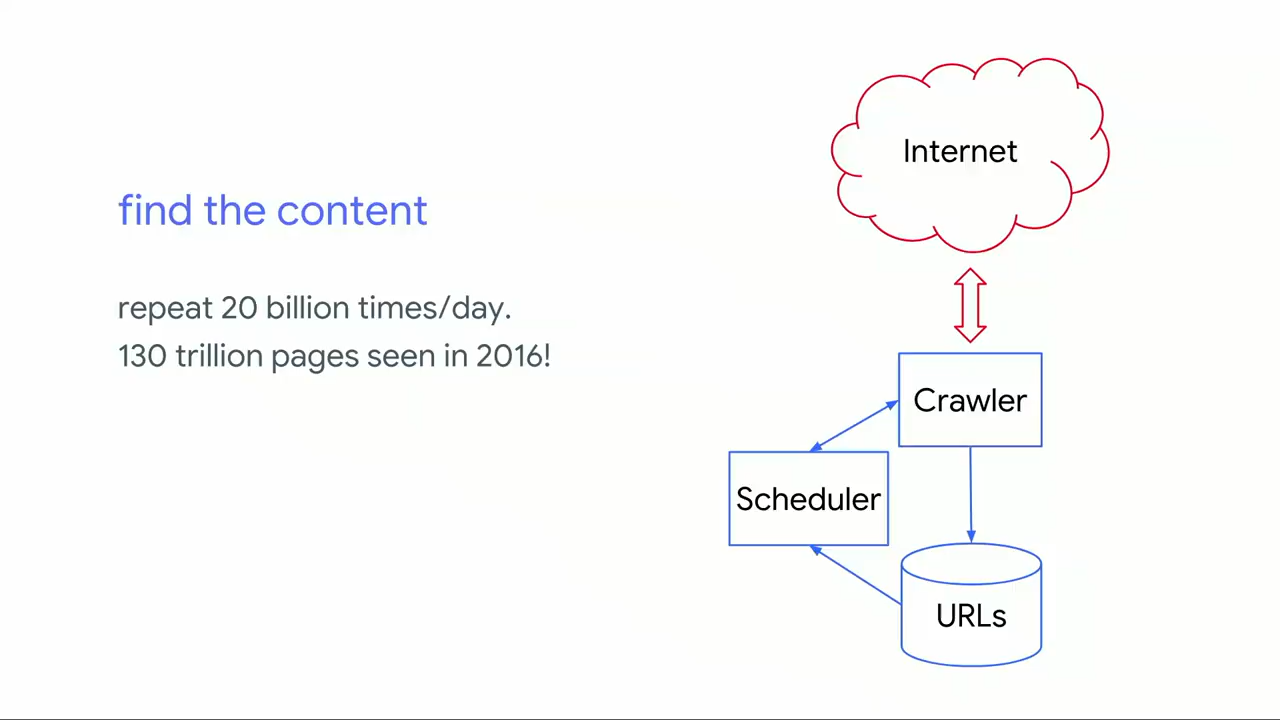 find the content
repeat 20 billion times/day.
130 trillion pages seen in 2016!
Internet
Crawler
Scheduler
URLs